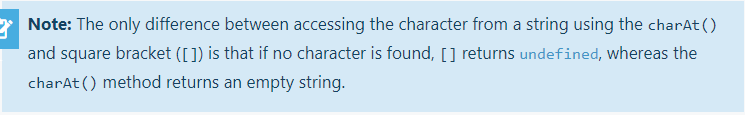 Note: The only difference between accessing the character from a string using the charAt()
and square bracket ([]) is that if no character is found, [] returns undefined, whereas the
charAt() method returns an empty string.